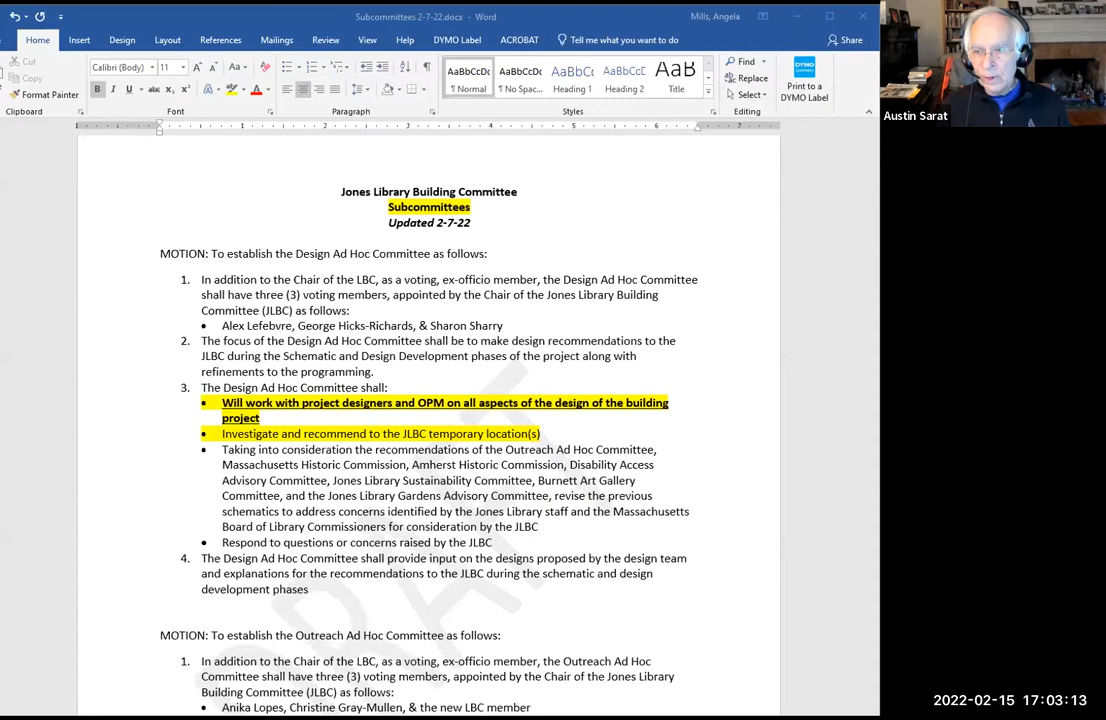 Subcommittees 2-7-22.docx - Word
Mills, Angela
Home Insert Design Layout References Mailings Review View Help DYMO Label ACROBAT Tell me what you want to do Share
Cut
Copy
Format Painter
Clipboard
Calibri (Body) 11
Font
Paragraph
AaBbCcDc AaBbCcDc AaBbCc AaBbCcC AaB
¶ Normal ¶ No Spac... Heading 1 Heading 2 Title
Styles
Find
Replace
Select
Editing
Print to a
DYMO Label
Austin Sarat
1 1 2 3 4 5 6 7
Jones Library Building Committee
Subcommittees
Updated 2-7-22
MOTION: To establish the Design Ad Hoc Committee as follows:
1. In addition to the Chair of the LBC, as a voting, ex-officio member, the Design Ad Hoc Committee
shall have three (3) voting members, appointed by the Chair of the Jones Library Building
Committee (JLBC) as follows:
• Alex Lefebvre, George Hicks-Richards, & Sharon Sharry
2. The focus of the Design Ad Hoc Committee shall be to make design recommendations to the
JLBC during the Schematic and Design Development phases of the project along with
refinements to the programming.
3. The Design Ad Hoc Committee shall:
• Will work with project designers and OPM on all aspects of the design of the building
project
• Investigate and recommend to the JLBC temporary location(s)
• Taking into consideration the recommendations of the Outreach Ad Hoc Committee,
Massachusetts Historic Commission, Amherst Historic Commission, Disability Access
Advisory Committee, Jones Library Sustainability Committee, Burnett Art Gallery
Committee, and the Jones Library Gardens Advisory Committee, revise the previous
schematics to address concerns identified by the Jones Library staff and the Massachusetts
Board of Library Commissioners for consideration by the JLBC
• Respond to questions or concerns raised by the JLBC
4. The Design Ad Hoc Committee shall provide input on the designs proposed by the design team
and explanations for the recommendations to the JLBC during the schematic and design
development phases
MOTION: To establish the Outreach Ad Hoc Committee as follows:
1. In addition to the Chair of the LBC, as a voting, ex-officio member, the Outreach Ad Hoc
Committee shall have three (3) voting members, appointed by the Chair of the Jones Library
Building Committee (JLBC) as follows:
• Anika Lopes, Christine Gray-Mullen, & the new LBC member
DRAFT
2022-02-15 17:03:13